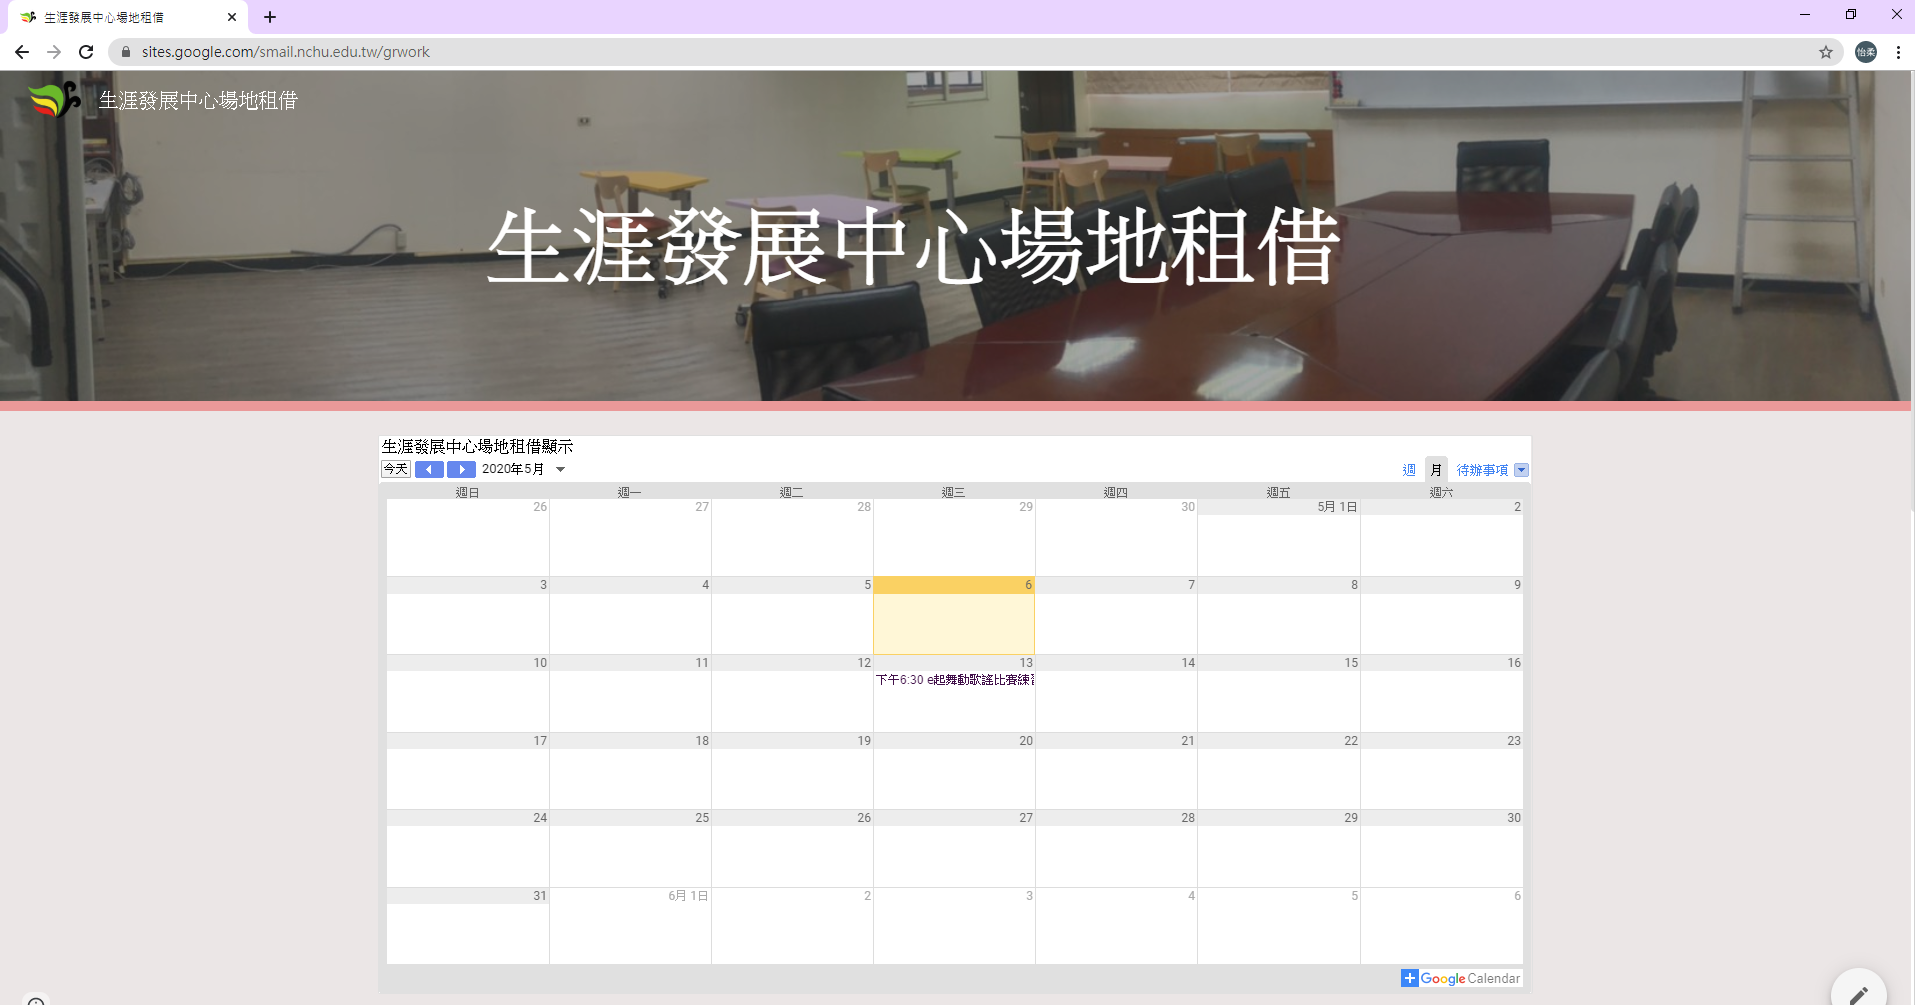 生涯發展中心場地租借
sites.google.com/smail.nchu.edu.tw/grwork
怡柔
生涯發展中心場地租借
生涯發展中心場地租借
生涯發展中心場地租借顯示
今天 2020年5月 週 月 待辦事項
週日 週一 週二 週三 週四 週五 週六
26 27 28 29 30 5月 1日 2
3 4 5 6 7 8 9
10 11 12 13 14 15 16
下午6:30 e起舞動歌謠比賽練習
17 18 19 20 21 22 23
24 25 26 27 28 29 30
31 6月 1日 2 3 4 5 6
Google Calendar